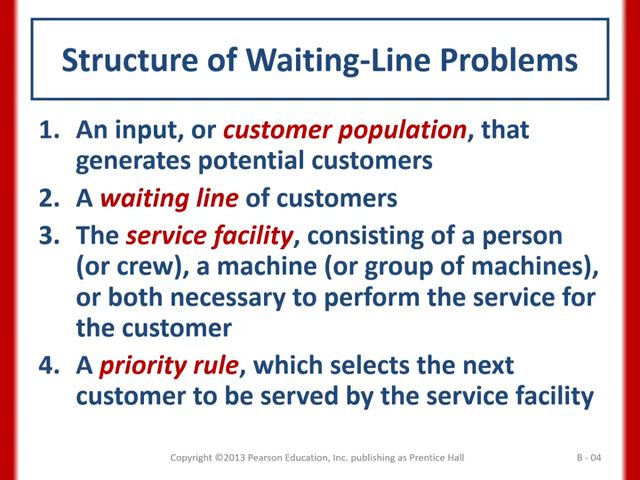 Structure of Waiting-Line Problems
1. An input, or customer population, that
generates potential customers
2. A waiting line of customers
3. The service facility, consisting of a person
(or crew), a machine (or group of machines),
or both necessary to perform the service for
the customer
4. A priority rule, which selects the next
customer to be served by the service facility
Copyright ©2013 Pearson Education, Inc. publishing as Prentice Hall
B - 04